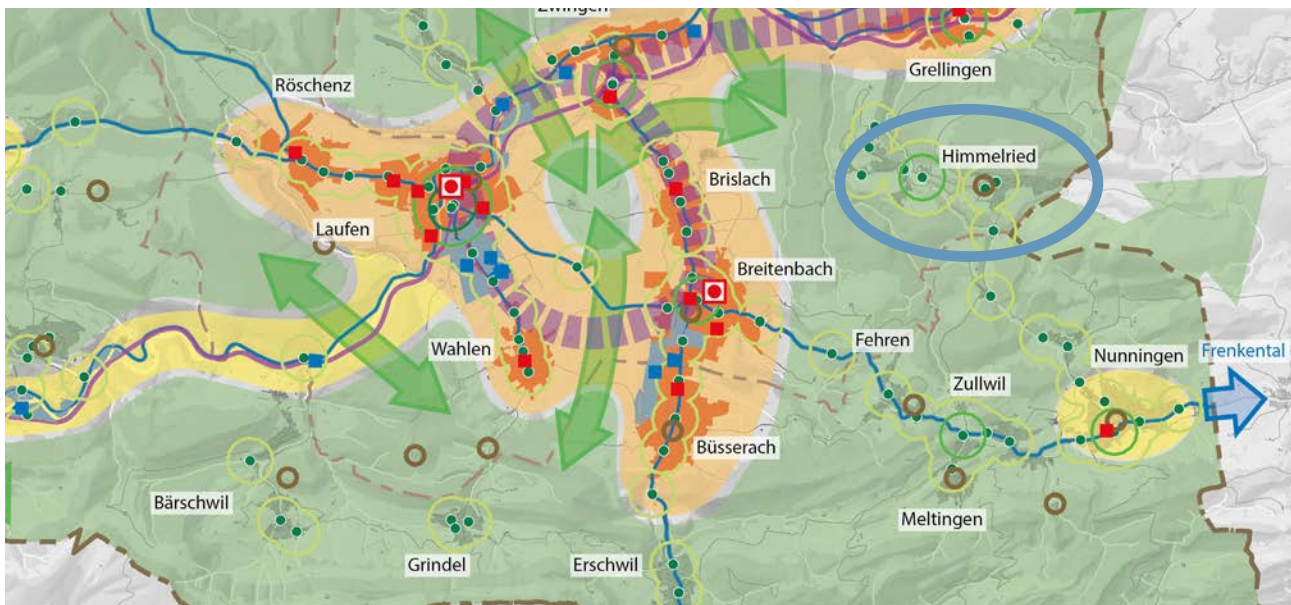 Zwingen
Grellingen
Röschenz
Himmelried
Brislach
Laufen
Breitenbach
Wahlen
Fehren
Nunningen
Frenkental
Zullwil
Büsserach
Bärschwil
Meltingen
Grindel
Erschwil